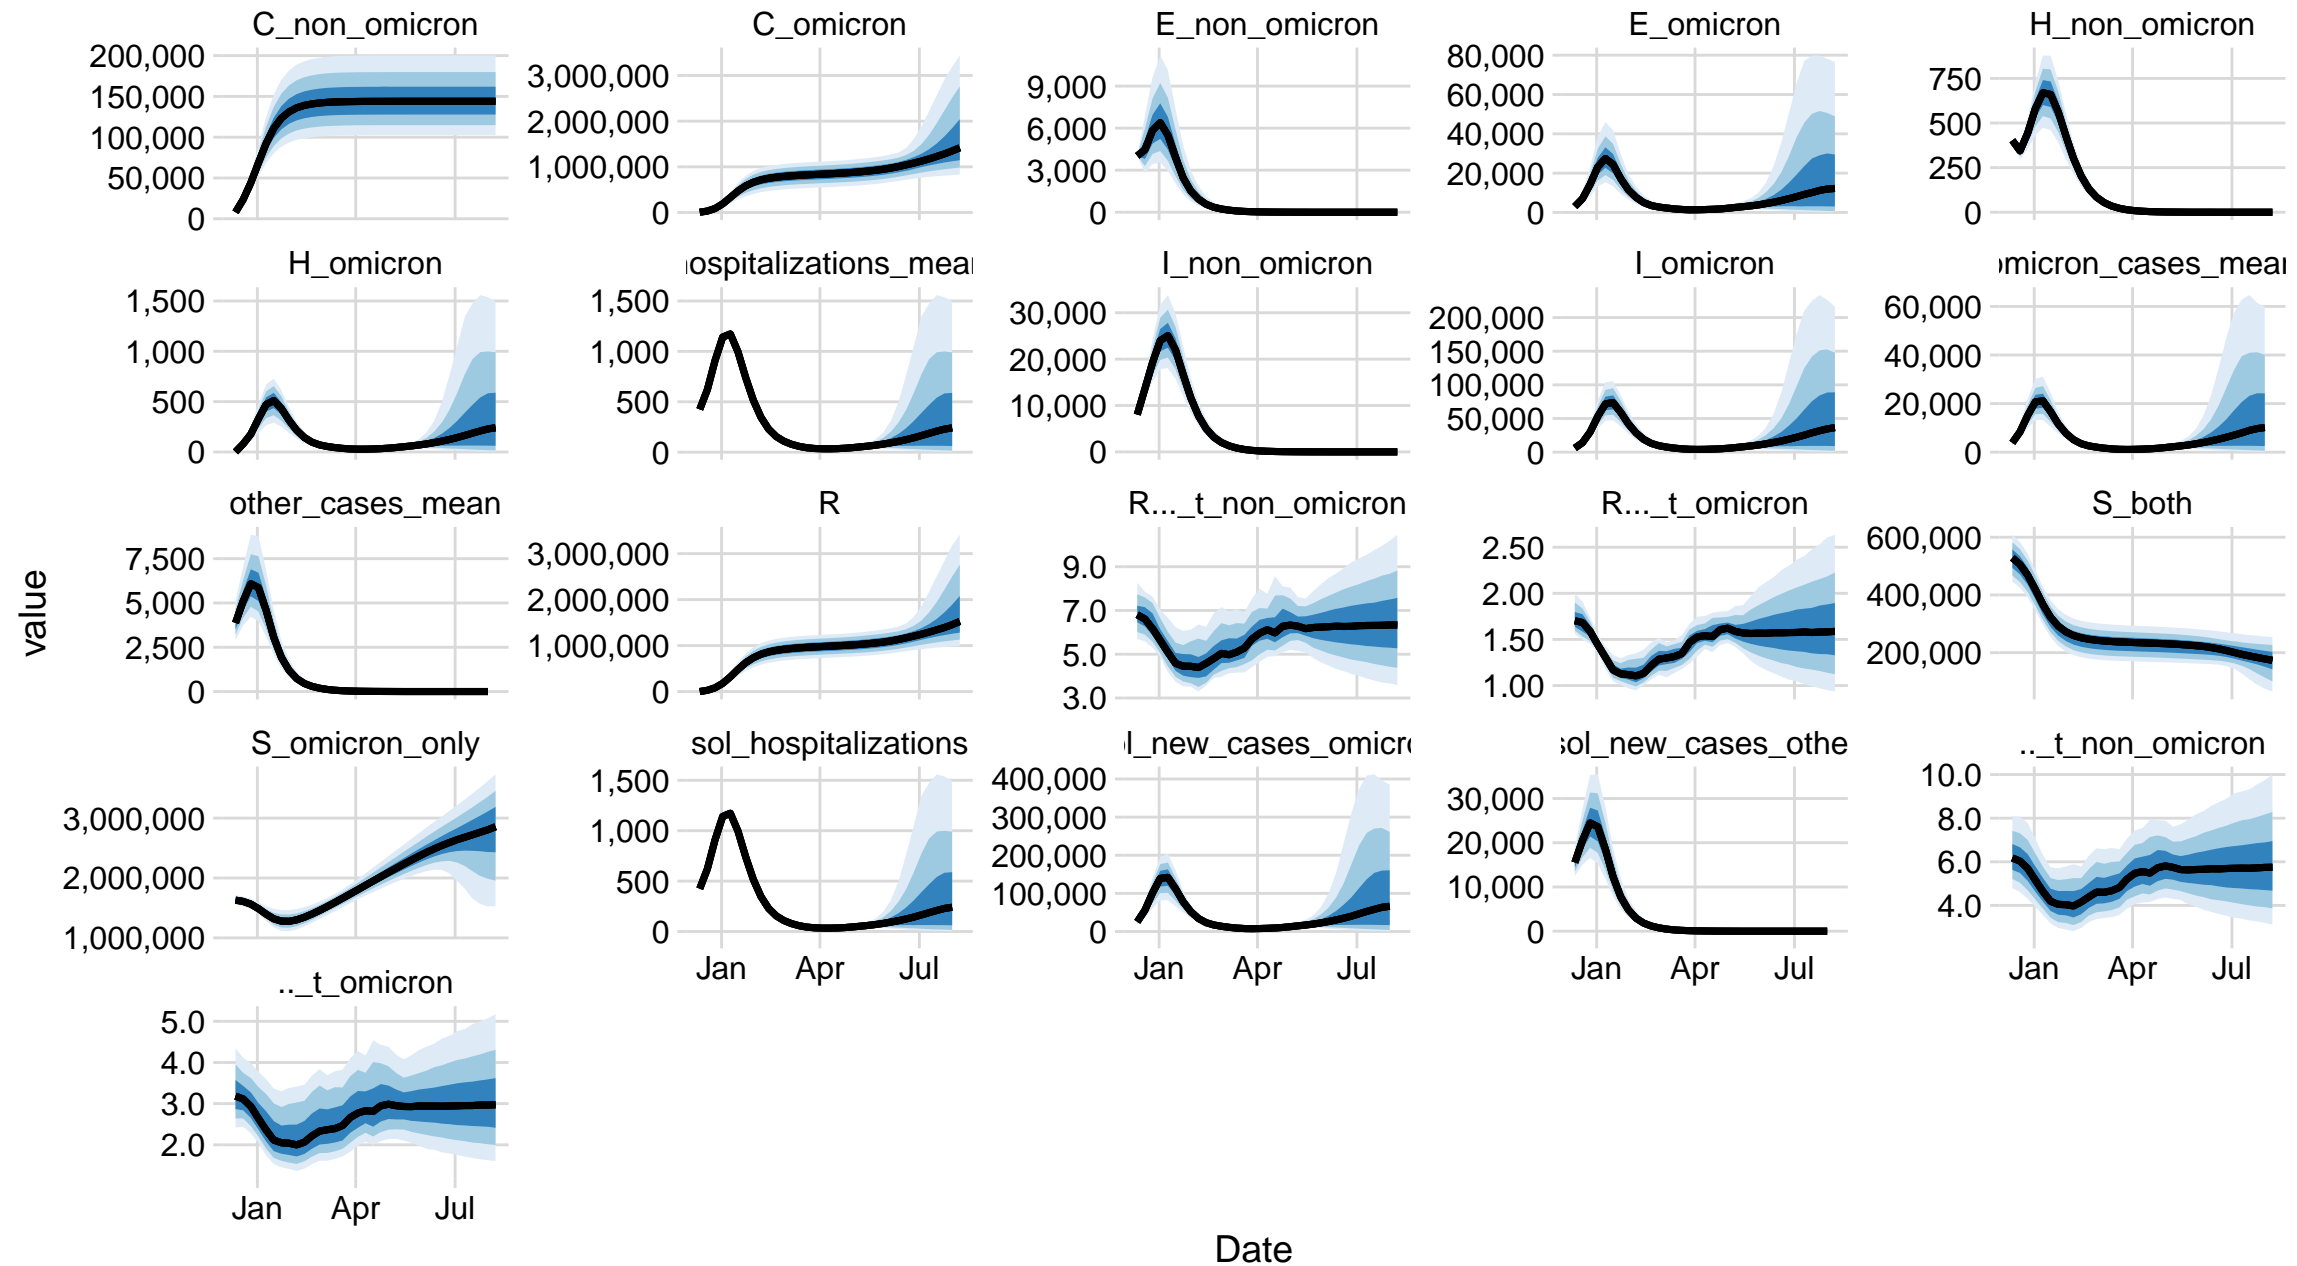 C_non_omicron C_omicron E_non_omicron E_omicron H_non_omicron
200,000 150,000 100,000 50,000 0
3,000,000 2,000,000 1,000,000 0
9,000 6,000 3,000 0
80,000 60,000 40,000 20,000 0
750 500 250 0
H_omicron ospitalizations_mea I_non_omicron I_omicron omicron_cases_mea
1,500 1,000 500 0
1,500 1,000 500 0
30,000 20,000 10,000 0
200,000 150,000 100,000 50,000 0
60,000 40,000 20,000 0
other_cases_mean R R..._t_non_omicron R..._t_omicron S_both
7,500 5,000 2,500 0
3,000,000 2,000,000 1,000,000 0
9.0 7.0 5.0 3.0
2.50 2.00 1.50 1.00
600,000 400,000 200,000
S_omicron_only sol_hospitalizations l_new_cases_omicr sol_new_cases_othe .._t_non_omicron
3,000,000 2,000,000 1,000,000
1,500 1,000 500 0
400,000 300,000 200,000 100,000 0
30,000 20,000 10,000 0
10.0 8.0 6.0 4.0
Jan Apr Jul
Jan Apr Jul
Jan Apr Jul
Jan Apr Jul
.._t_omicron
5.0 4.0 3.0 2.0
Jan Apr Jul
value
Date